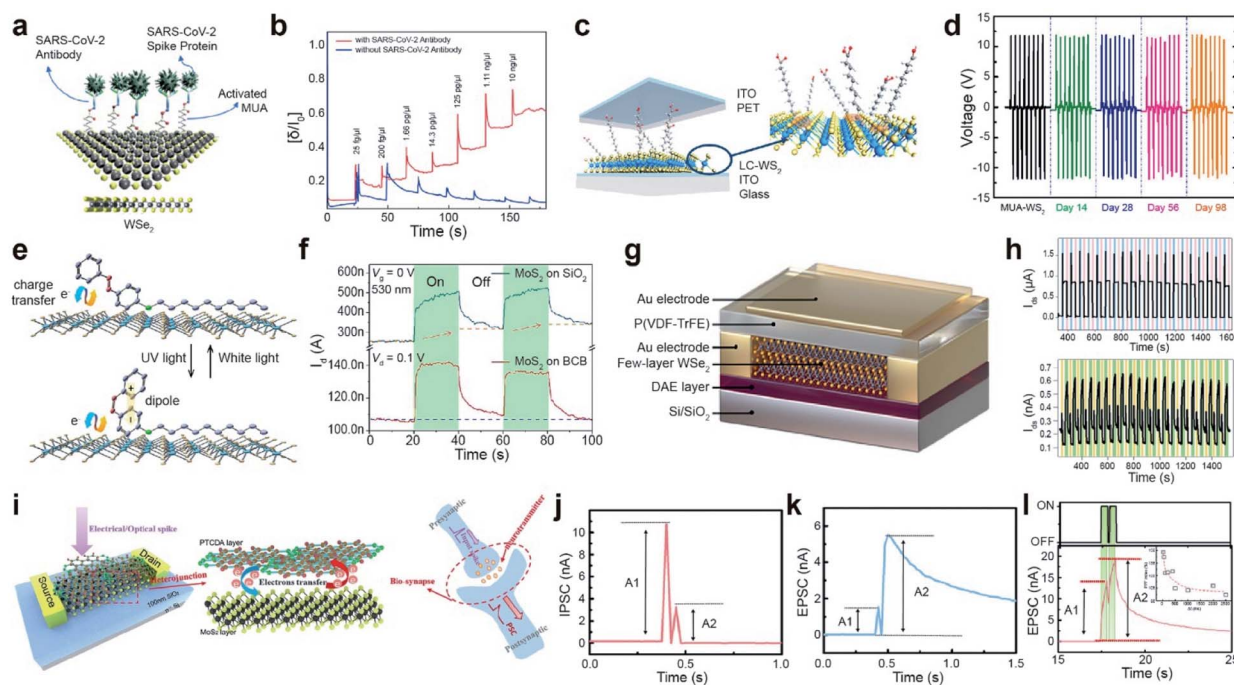 a
SARS-CoV-2
Antibody
SARS-CoV-2
Spike Protein
Activated
MUA
WSe2
b
with SARS-CoV-2 Antibody
without SARS-CoV-2 Antibody
[δ/I0]
1.0
0.8
0.6
0.4
0.2
25 fg/μl
200 fg/μl
1.66 pg/μl
14.3 pg/μl
125 pg/μl
1.11 ng/μl
10 ng/μl
0 50 100 150
Time (s)
c
ITO
PET
LC-WS2
ITO
Glass
d
Voltage (V)
15
10
5
0
-5
-10
-15
MUA-WS2 Day 14 Day 28 Day 56 Day 98
e
charge
transfer
e-
UV light
White light
dipole
e-
f
Id (A)
600n
500n
400n
300n
140.0n
120.0n
100.0n
Vg = 0 V
530 nm
On
Off
MoS2 on SiO2
Vd = 0.1 V
MoS2 on BCB
0 20 40 60 80 100
Time (s)
g
Au electrode
P(VDF-TrFE)
Au electrode
Few-layer WSe2
DAE layer
Si/SiO2
h
Ids (μA)
1.5
1.0
0.5
0.0
400 600 800 1000 1200 1400
Time (s)
Ids (nA)
0.7
0.6
0.5
0.4
0.3
0.2
0.1
400 600 800 1000 1200 1400
Time (s)
i
Electrical/Optical spike
Source
Drain
100nm SiO2
Heterojunction
PTCDA layer
Electrons transfer
MoS2 layer
Presynaptic
Neurotransmitter
Bio-synapse
PSC
Postsynaptic
j
IPSC (nA)
10
8
6
4
2
0
A1
A2
0.0 0.5 1.0
Time (s)
k
EPSC (nA)
6
4
2
0
A1
A2
0.0 0.5 1.0 1.5
Time (s)
l
ON
OFF
EPSC (nA)
20
15
10
5
0
A1
A2
15 20 25
Time (s)